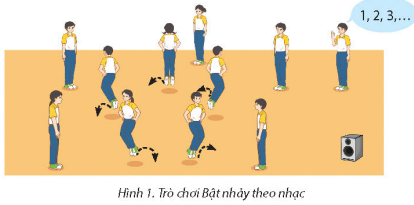 1, 2, 3,...
Hình 1. Trò chơi Bật nhảy theo nhạc